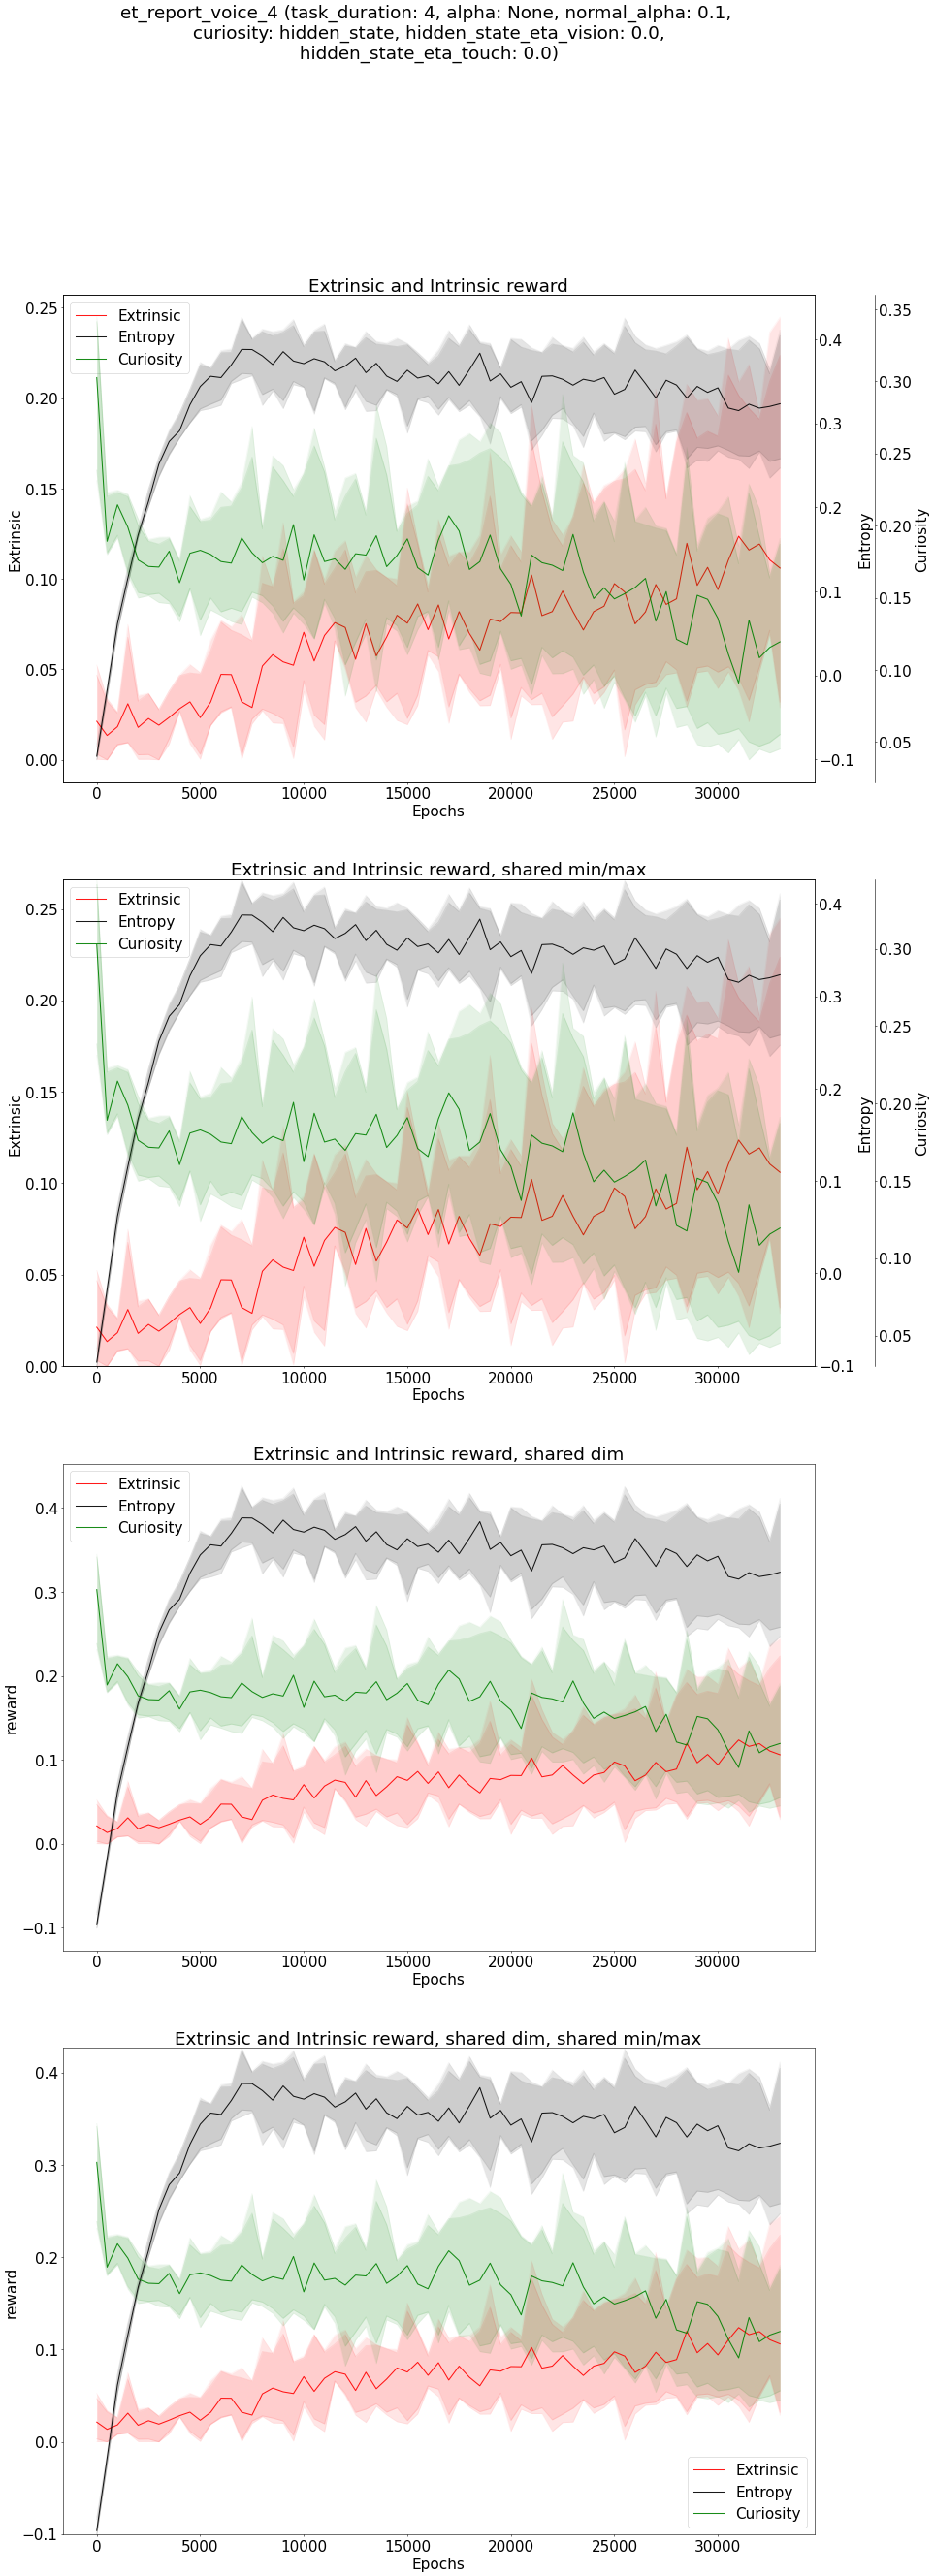 et_report_voice_4 (task_duration: 4, alpha: None, normal_alpha: 0.1,
curiosity: hidden_state, hidden_state_eta_vision: 0.0,
hidden_state_eta_touch: 0.0)
Extrinsic and Intrinsic reward
Extrinsic
Entropy
Curiosity
0.25
0.20
0.15
0.10
0.05
0.00
Extrinsic
0.4
0.3
0.2
0.1
0.0
−0.1
Entropy
0.35
0.30
0.25
0.20
0.15
0.10
0.05
Curiosity
0 5000 10000 15000 20000 25000 30000
Epochs
Extrinsic and Intrinsic reward, shared min/max
Extrinsic
Entropy
Curiosity
0.25
0.20
0.15
0.10
0.05
0.00
Extrinsic
0.4
0.3
0.2
0.1
0.0
−0.1
Entropy
0.30
0.25
0.20
0.15
0.10
0.05
Curiosity
0 5000 10000 15000 20000 25000 30000
Epochs
Extrinsic and Intrinsic reward, shared dim
Extrinsic
Entropy
Curiosity
0.4
0.3
0.2
0.1
0.0
−0.1
reward
0 5000 10000 15000 20000 25000 30000
Epochs
Extrinsic and Intrinsic reward, shared dim, shared min/max
0.4
0.3
0.2
0.1
0.0
−0.1
reward
Extrinsic
Entropy
Curiosity
0 5000 10000 15000 20000 25000 30000
Epochs